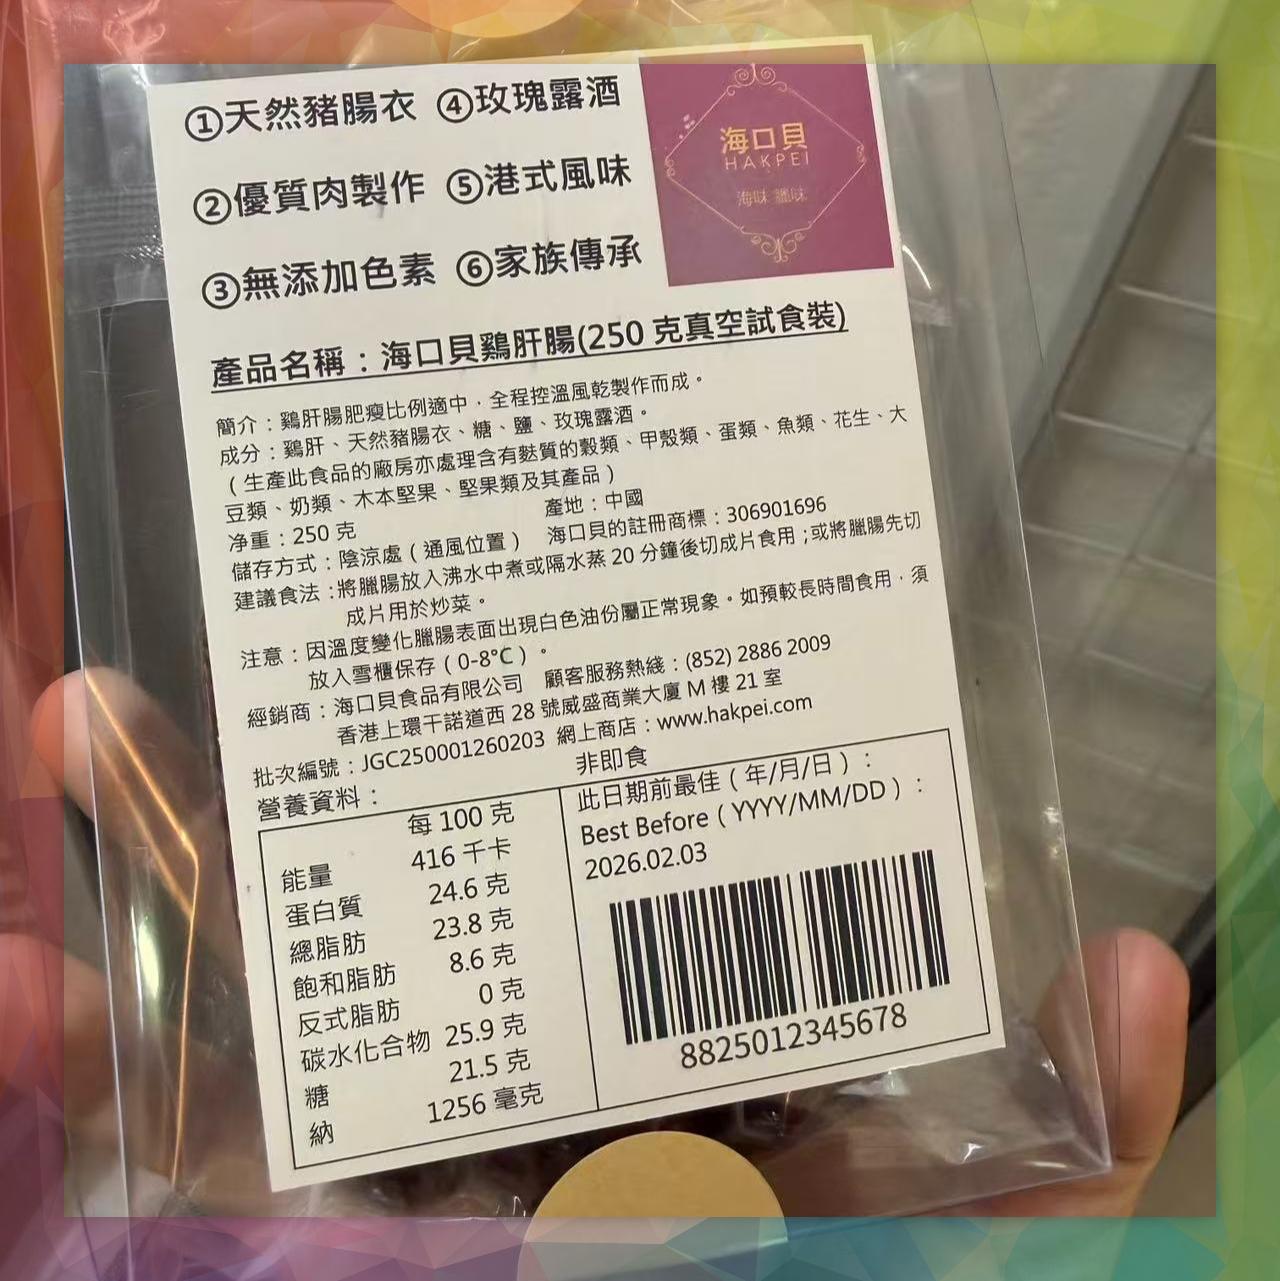 ①天然豬腸衣 ④玫瑰露酒
②優質肉製作 ⑤港式風味
③無添加色素 ⑥家族傳承
海口貝
HAKPEI
海味 臘味
產品名稱：海口貝鷄肝腸(250 克真空試食裝)
簡介：鷄肝腸肥瘦比例適中，全程控溫風乾製作而成。
成分：鷄肝、天然豬腸衣、糖、鹽、玫瑰露酒。
（生產此食品的廠房亦處理含有麩質的穀類、甲殼類、蛋類、魚類、花生、大
豆類、奶類、木本堅果、堅果類及其產品）
净重：250 克 產地：中國
儲存方式：陰涼處（通風位置） 海口貝的註冊商標：306901696
建議食法：將臘腸放入沸水中煮或隔水蒸 20 分鐘後切成片食用；或將臘腸先切
成片用於炒菜。
注意：因溫度變化臘腸表面出現白色油份屬正常現象。如預較長時間食用，須
放入雪櫃保存（0-8°C）。
經銷商：海口貝食品有限公司 顧客服務熱綫：(852) 2886 2009
香港上環干諾道西 28 號威盛商業大廈 M 樓 21 室
批次編號：JGC250001260203 網上商店：www.hakpei.com
營養資料： 非即食
每 100 克
能量 416 千卡
蛋白質 24.6 克
總脂肪 23.8 克
飽和脂肪 8.6 克
反式脂肪 0 克
碳水化合物 25.9 克
糖 21.5 克
納 1256 毫克
此日期前最佳（年/月/日）：
Best Before（YYYY/MM/DD）：
2026.02.03
8825012345678